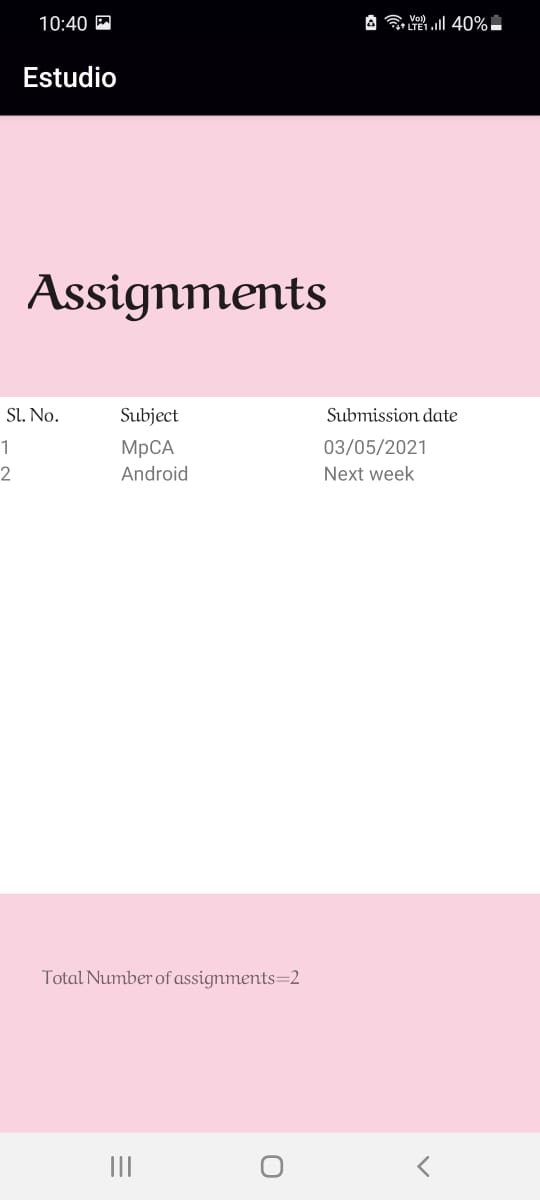 10:40 Vo)) LTE1 40%
Estudio
Assignments
Sl. No. Subject Submission date
1 MpCA 03/05/2021
2 Android Next week
Total Number of assignments=2